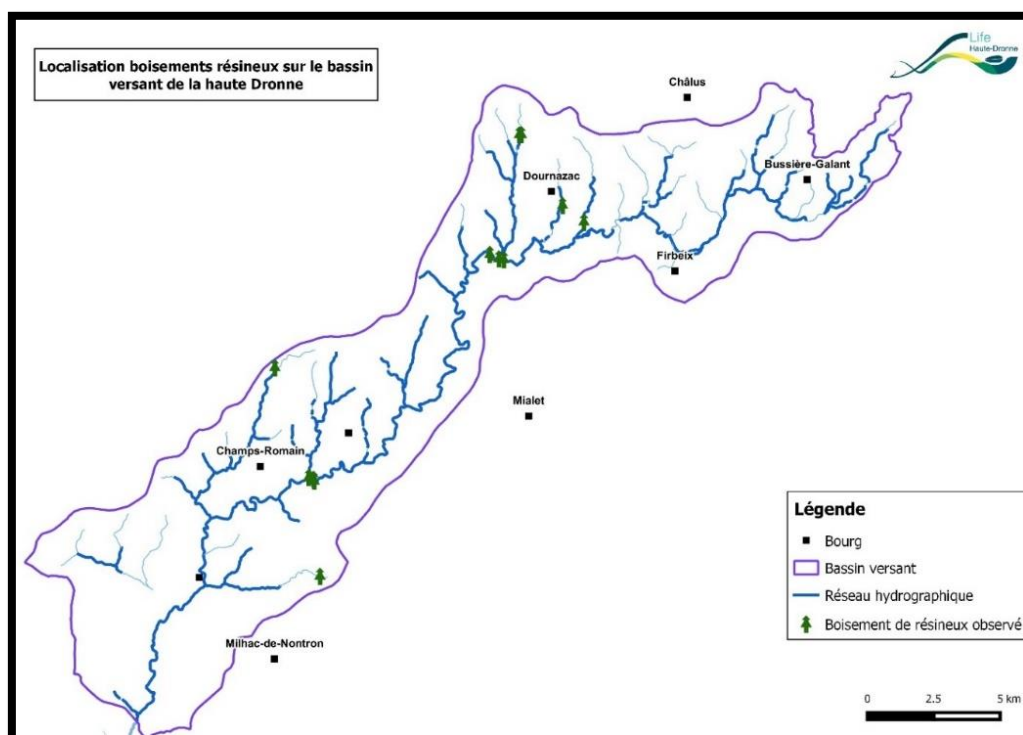 Localisation boisements résineux sur le bassin
versant de la haute Dronne
Life
Haute-Dronne
Châlus
Bussière-Galant
Dournazac
Firbeix
Mialet
Champs-Romain
Milhac-de-Nontron
Légende
Bourg
Bassin versant
Réseau hydrographique
Boisement de résineux observé
0 2.5 5 km